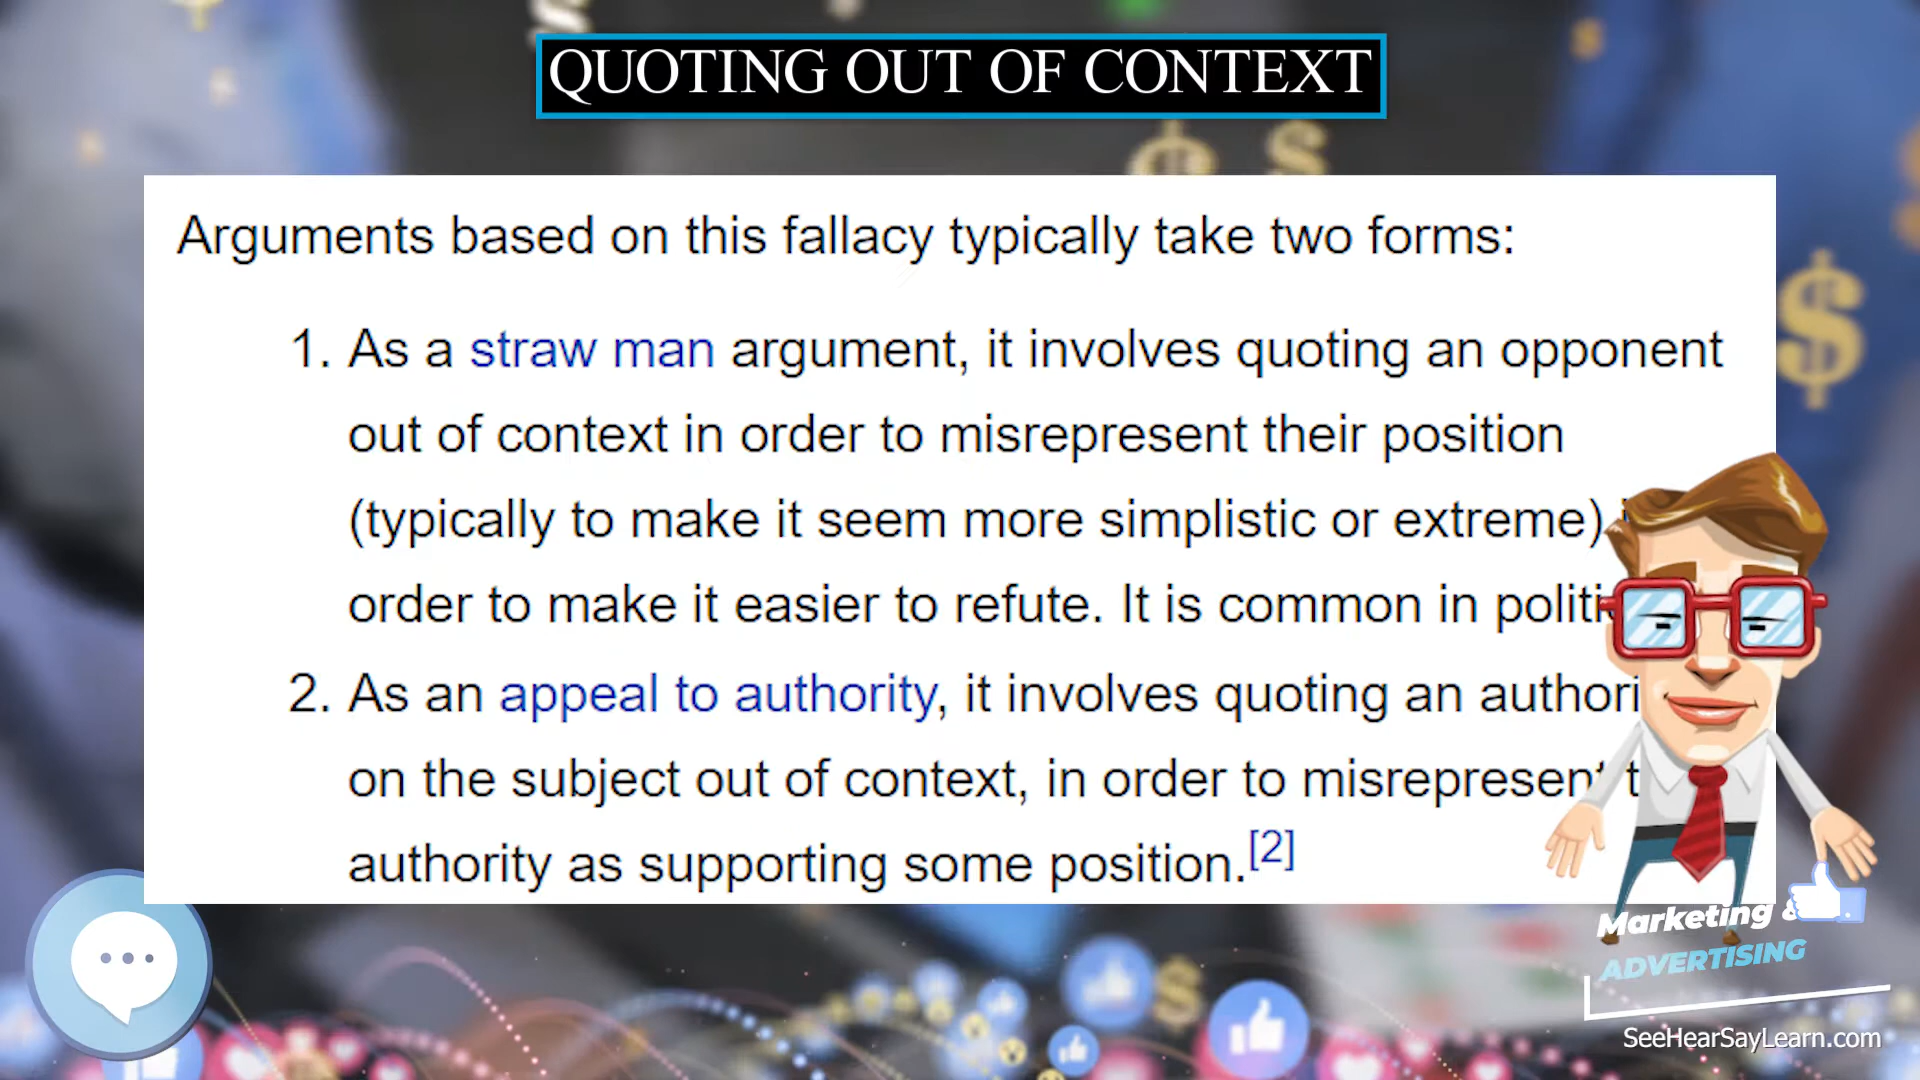 QUOTING OUT OF CONTEXT
Arguments based on this fallacy typically take two forms:
1. As a straw man argument, it involves quoting an opponent
out of context in order to misrepresent their position
(typically to make it seem more simplistic or extreme)
order to make it easier to refute. It is common in
2. As an appeal to authority, it involves quoting an
on the subject out of context, in order to misrepresent
authority as supporting some position.[2]
Marketing &
ADVERTISING
SeeHearSayLearn.com